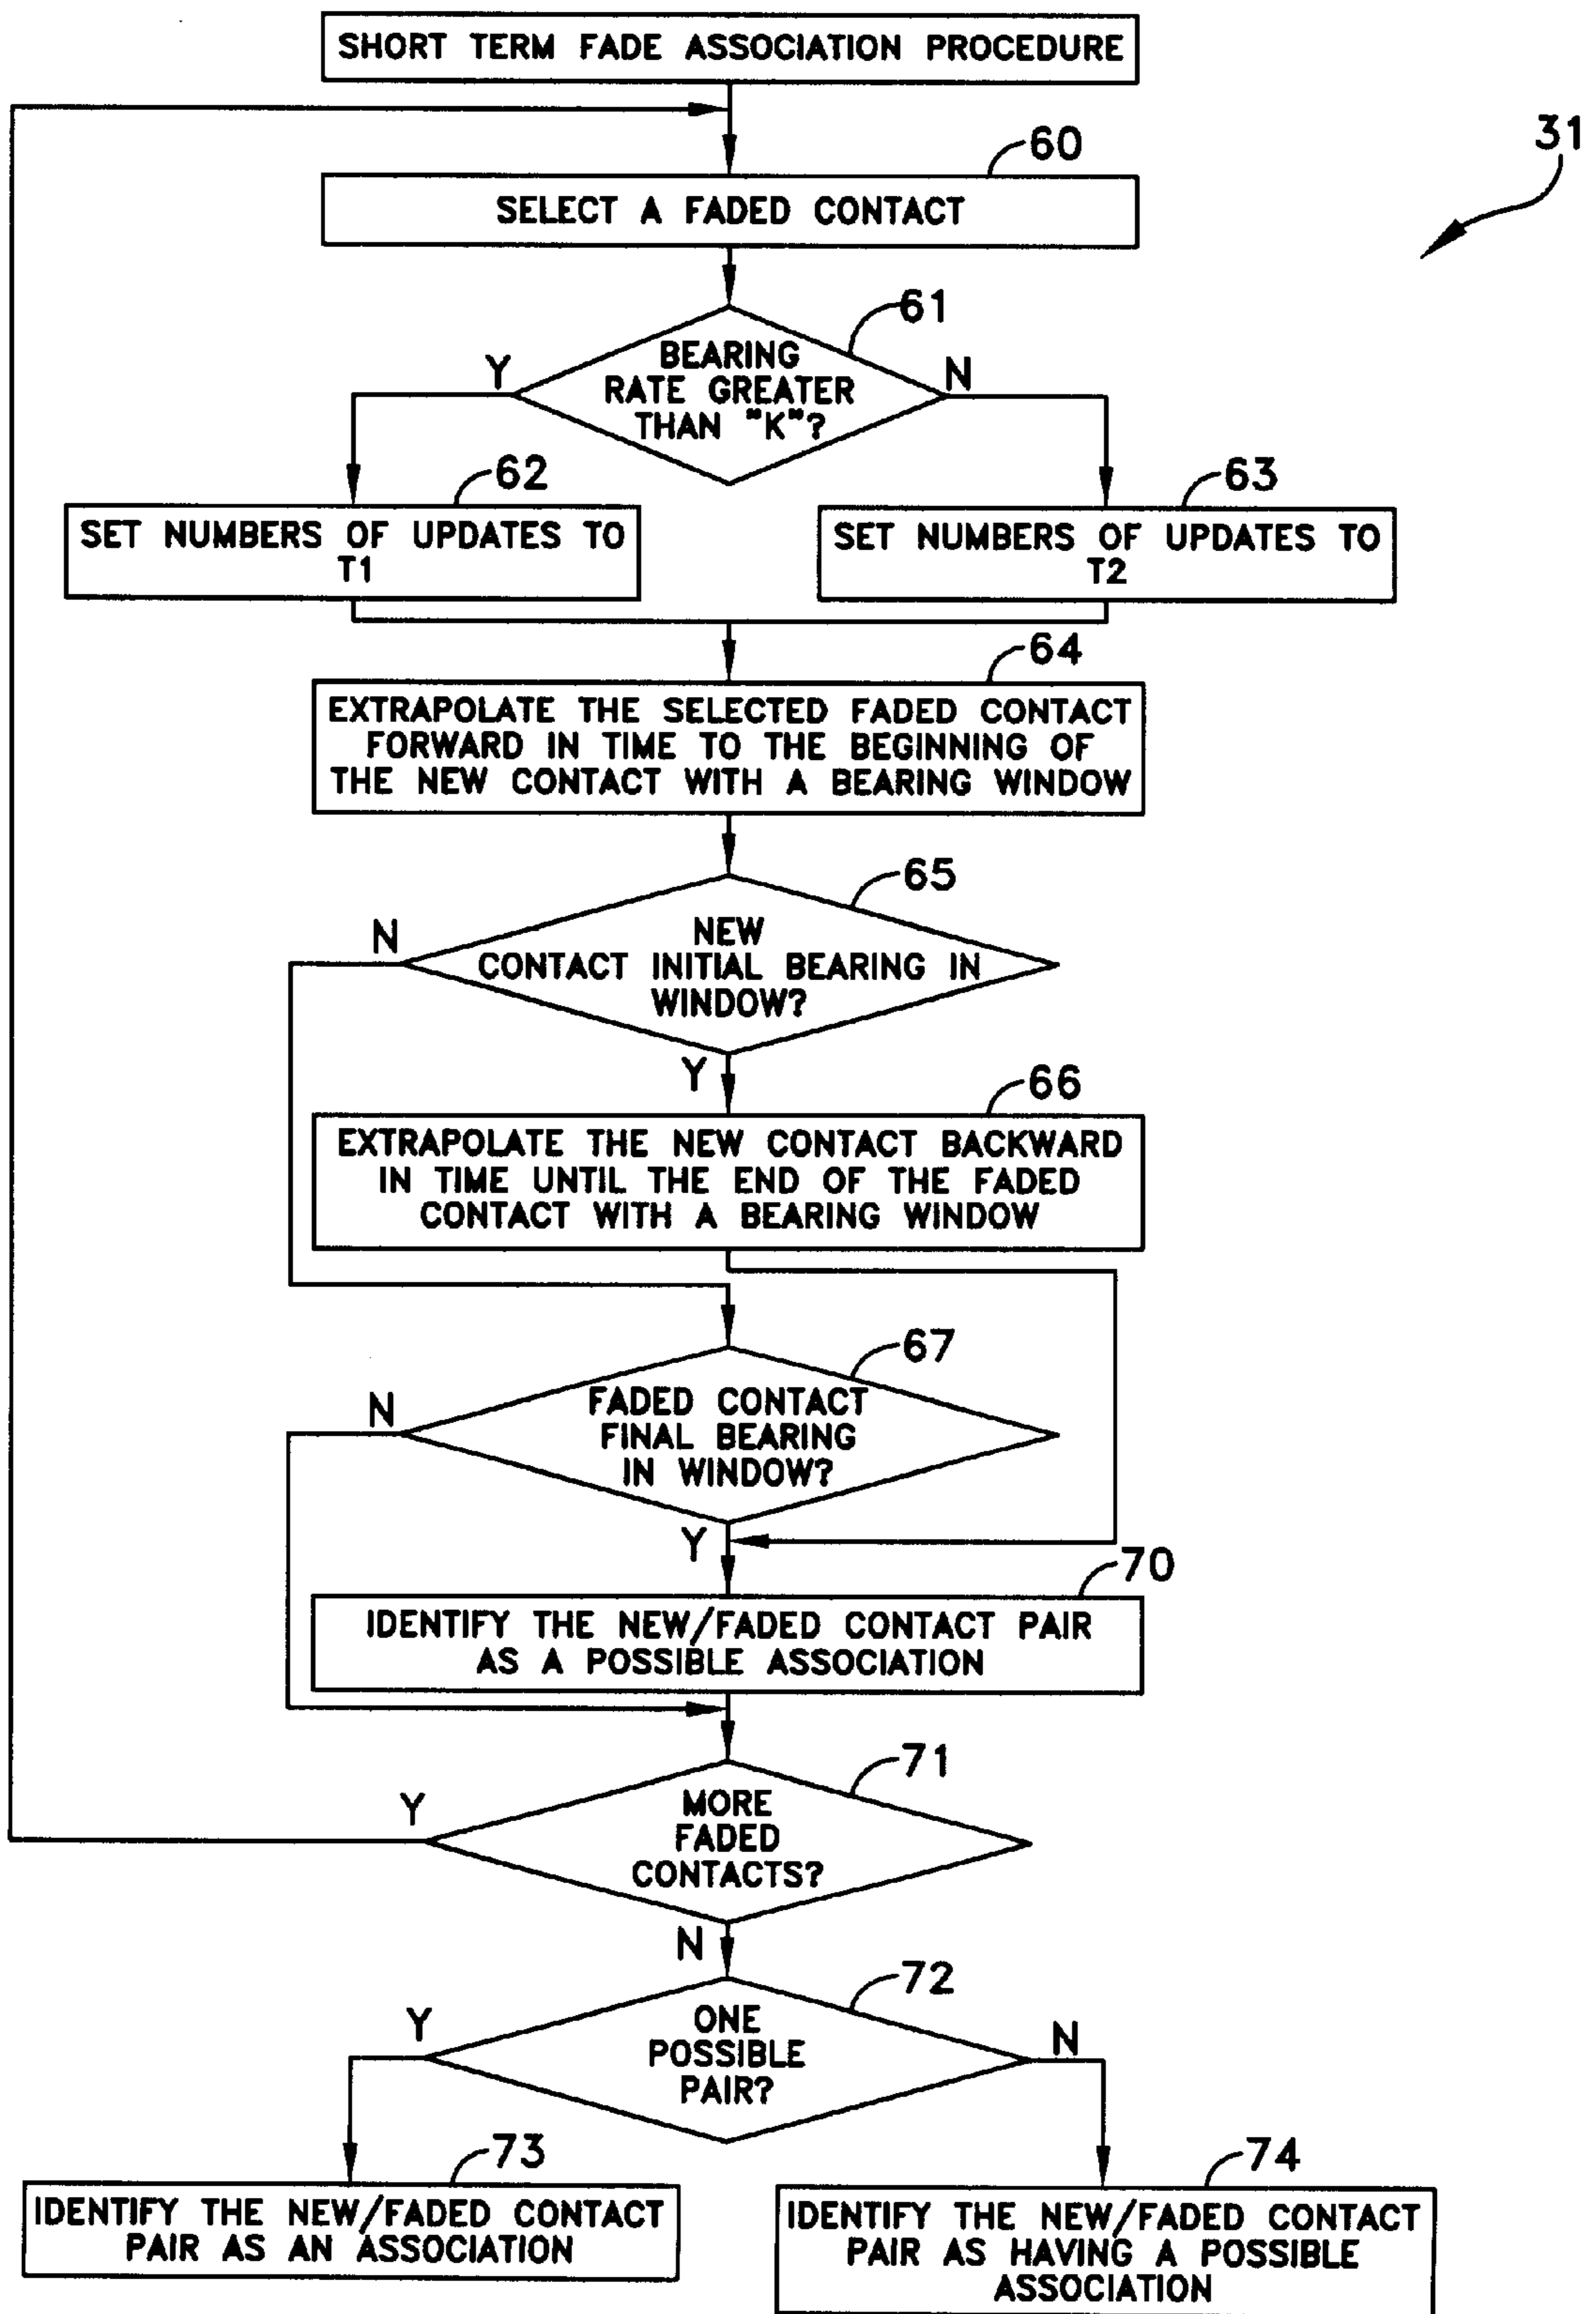 SHORT TERM FADE ASSOCIATION PROCEDURE
31
60
SELECT A FADED CONTACT
61
BEARING
RATE GREATER
THAN "K"?
Y
N
62
SET NUMBERS OF UPDATES TO
T1
63
SET NUMBERS OF UPDATES TO
T2
64
EXTRAPOLATE THE SELECTED FADED CONTACT
FORWARD IN TIME TO THE BEGINNING OF
THE NEW CONTACT WITH A BEARING WINDOW
65
NEW
CONTACT INITIAL BEARING IN
WINDOW?
N
Y
66
EXTRAPOLATE THE NEW CONTACT BACKWARD
IN TIME UNTIL THE END OF THE FADED
CONTACT WITH A BEARING WINDOW
67
FADED CONTACT
FINAL BEARING
IN WINDOW?
N
Y
70
IDENTIFY THE NEW/FADED CONTACT PAIR
AS A POSSIBLE ASSOCIATION
71
MORE
FADED
CONTACTS?
Y
N
72
ONE
POSSIBLE
PAIR?
Y
N
73
IDENTIFY THE NEW/FADED CONTACT
PAIR AS AN ASSOCIATION
74
IDENTIFY THE NEW/FADED CONTACT
PAIR AS HAVING A POSSIBLE
ASSOCIATION